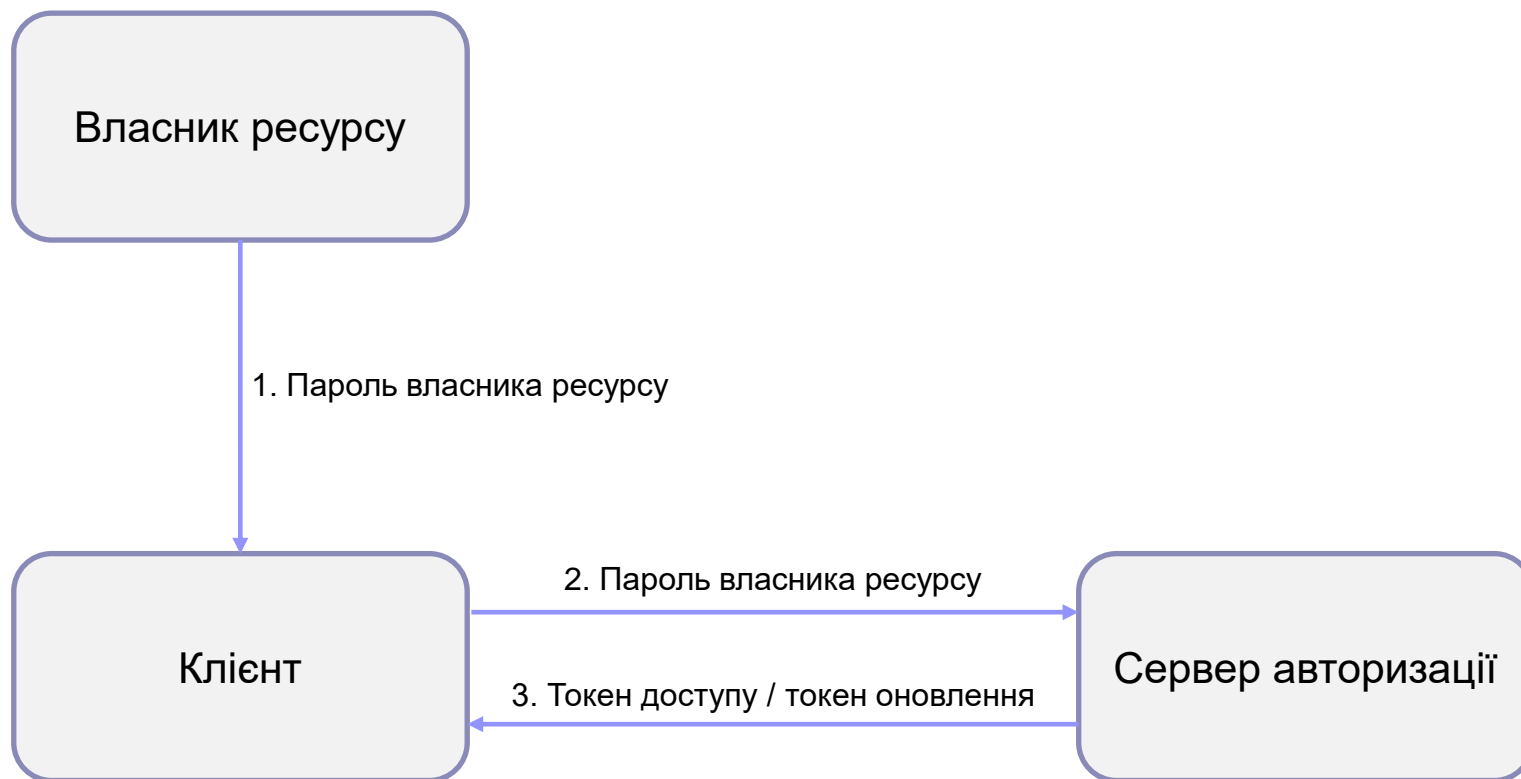 Власник ресурсу
1. Пароль власника ресурсу
2. Пароль власника ресурсу
Клієнт
Сервер авторизації
3. Токен доступу / токен оновлення